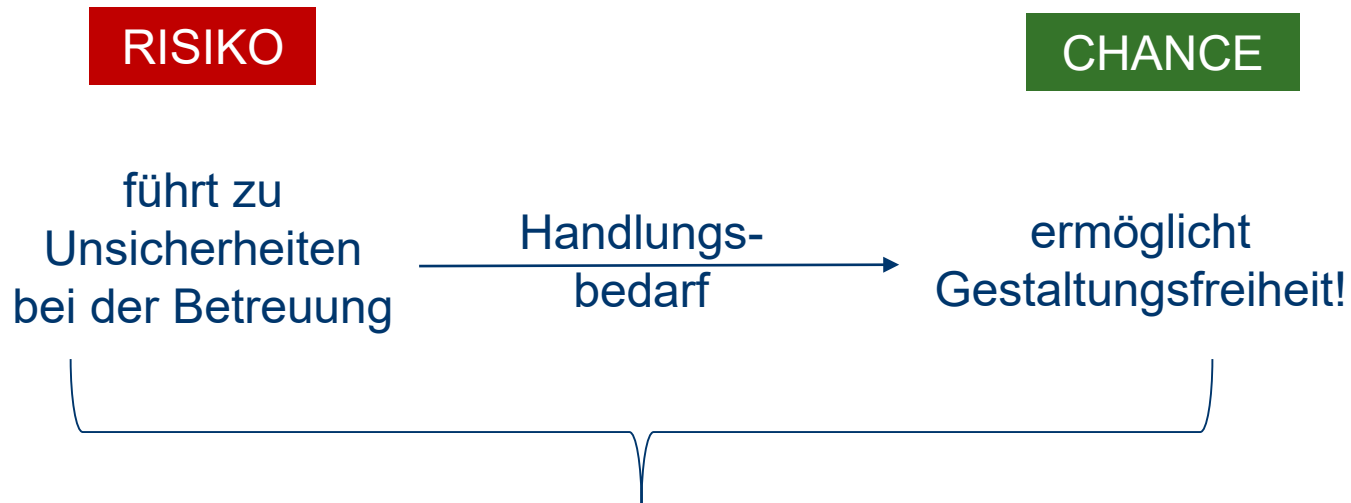 RISIKO
CHANCE
führt zu
Unsicherheiten
bei der Betreuung
Handlungs-
bedarf
ermöglicht
Gestaltungsfreiheit!